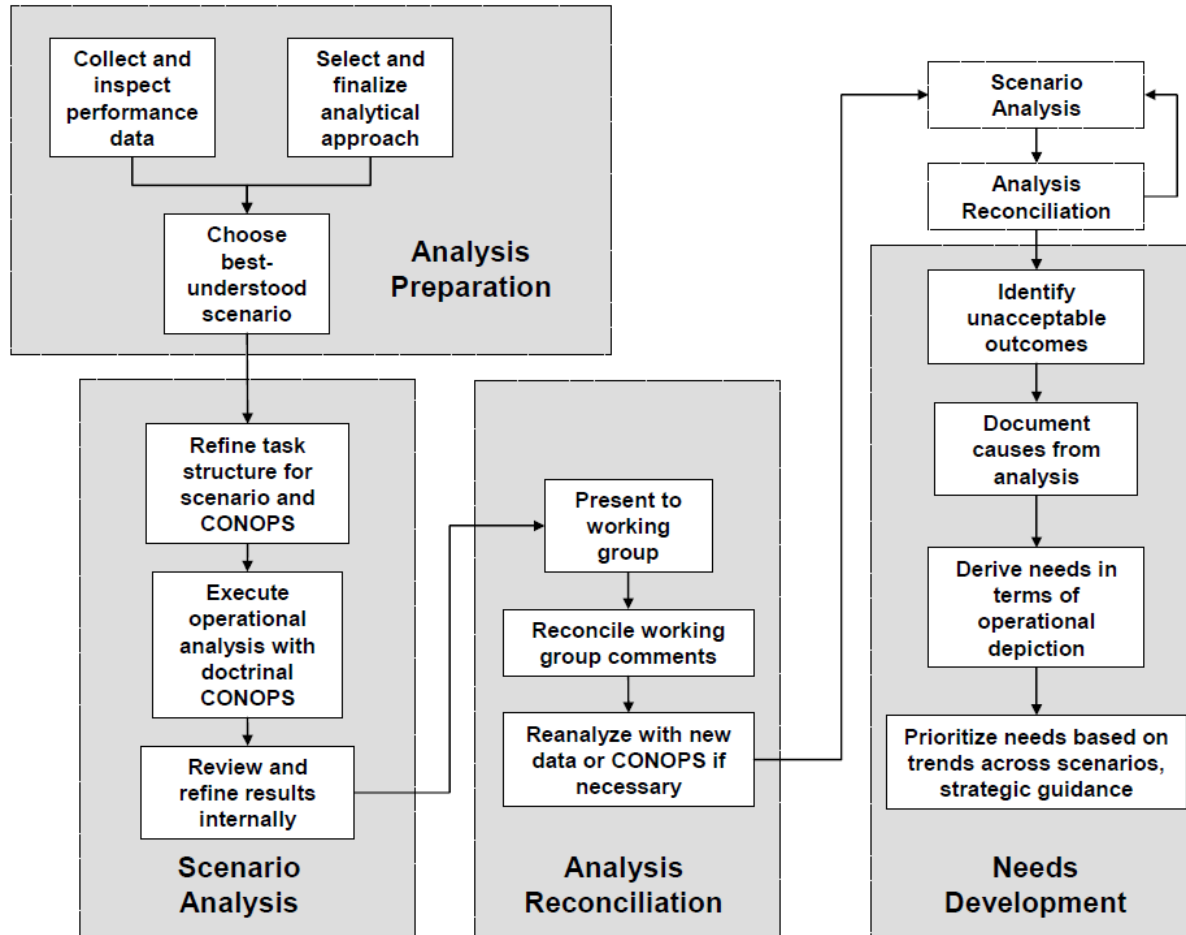 Collect and
inspect
performance
data
Select and
finalize
analytical
approach
Choose
best-
understood
scenario
Analysis
Preparation
Refine task
structure for
scenario and
CONOPS
Execute
operational
analysis with
doctrinal
CONOPS
Review and
refine results
internally
Scenario
Analysis
Present to
working
group
Reconcile working
group comments
Reanalyze with new
data or CONOPS if
necessary
Analysis
Reconciliation
Scenario
Analysis
Analysis
Reconciliation
Identify
unacceptable
outcomes
Document
causes from
analysis
Derive needs in
terms of
operational
depiction
Prioritize needs based on
trends across scenarios,
strategic guidance
Needs
Development